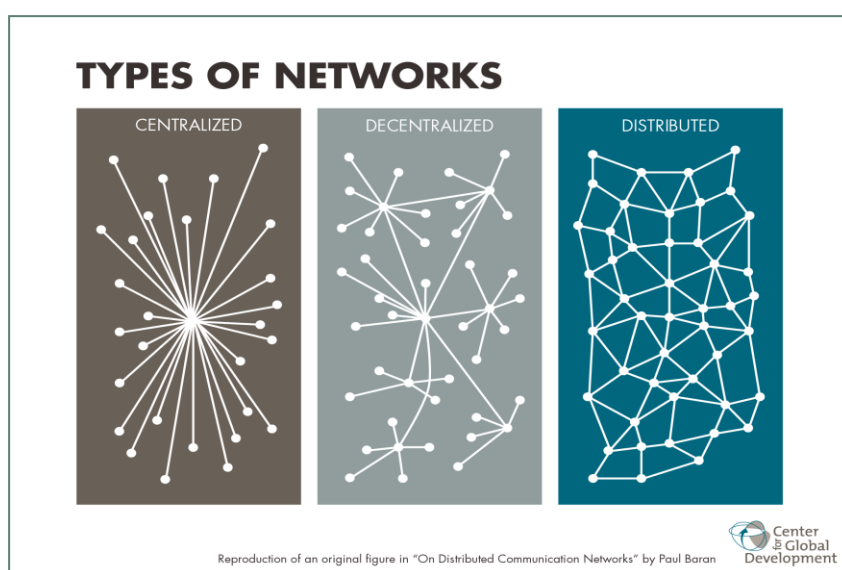 TYPES OF NETWORKS
CENTRALIZED
DECENTRALIZED
DISTRIBUTED
Reproduction of an original figure in “On Distributed Communication Networks” by Paul Baran
Center
for Global
Development